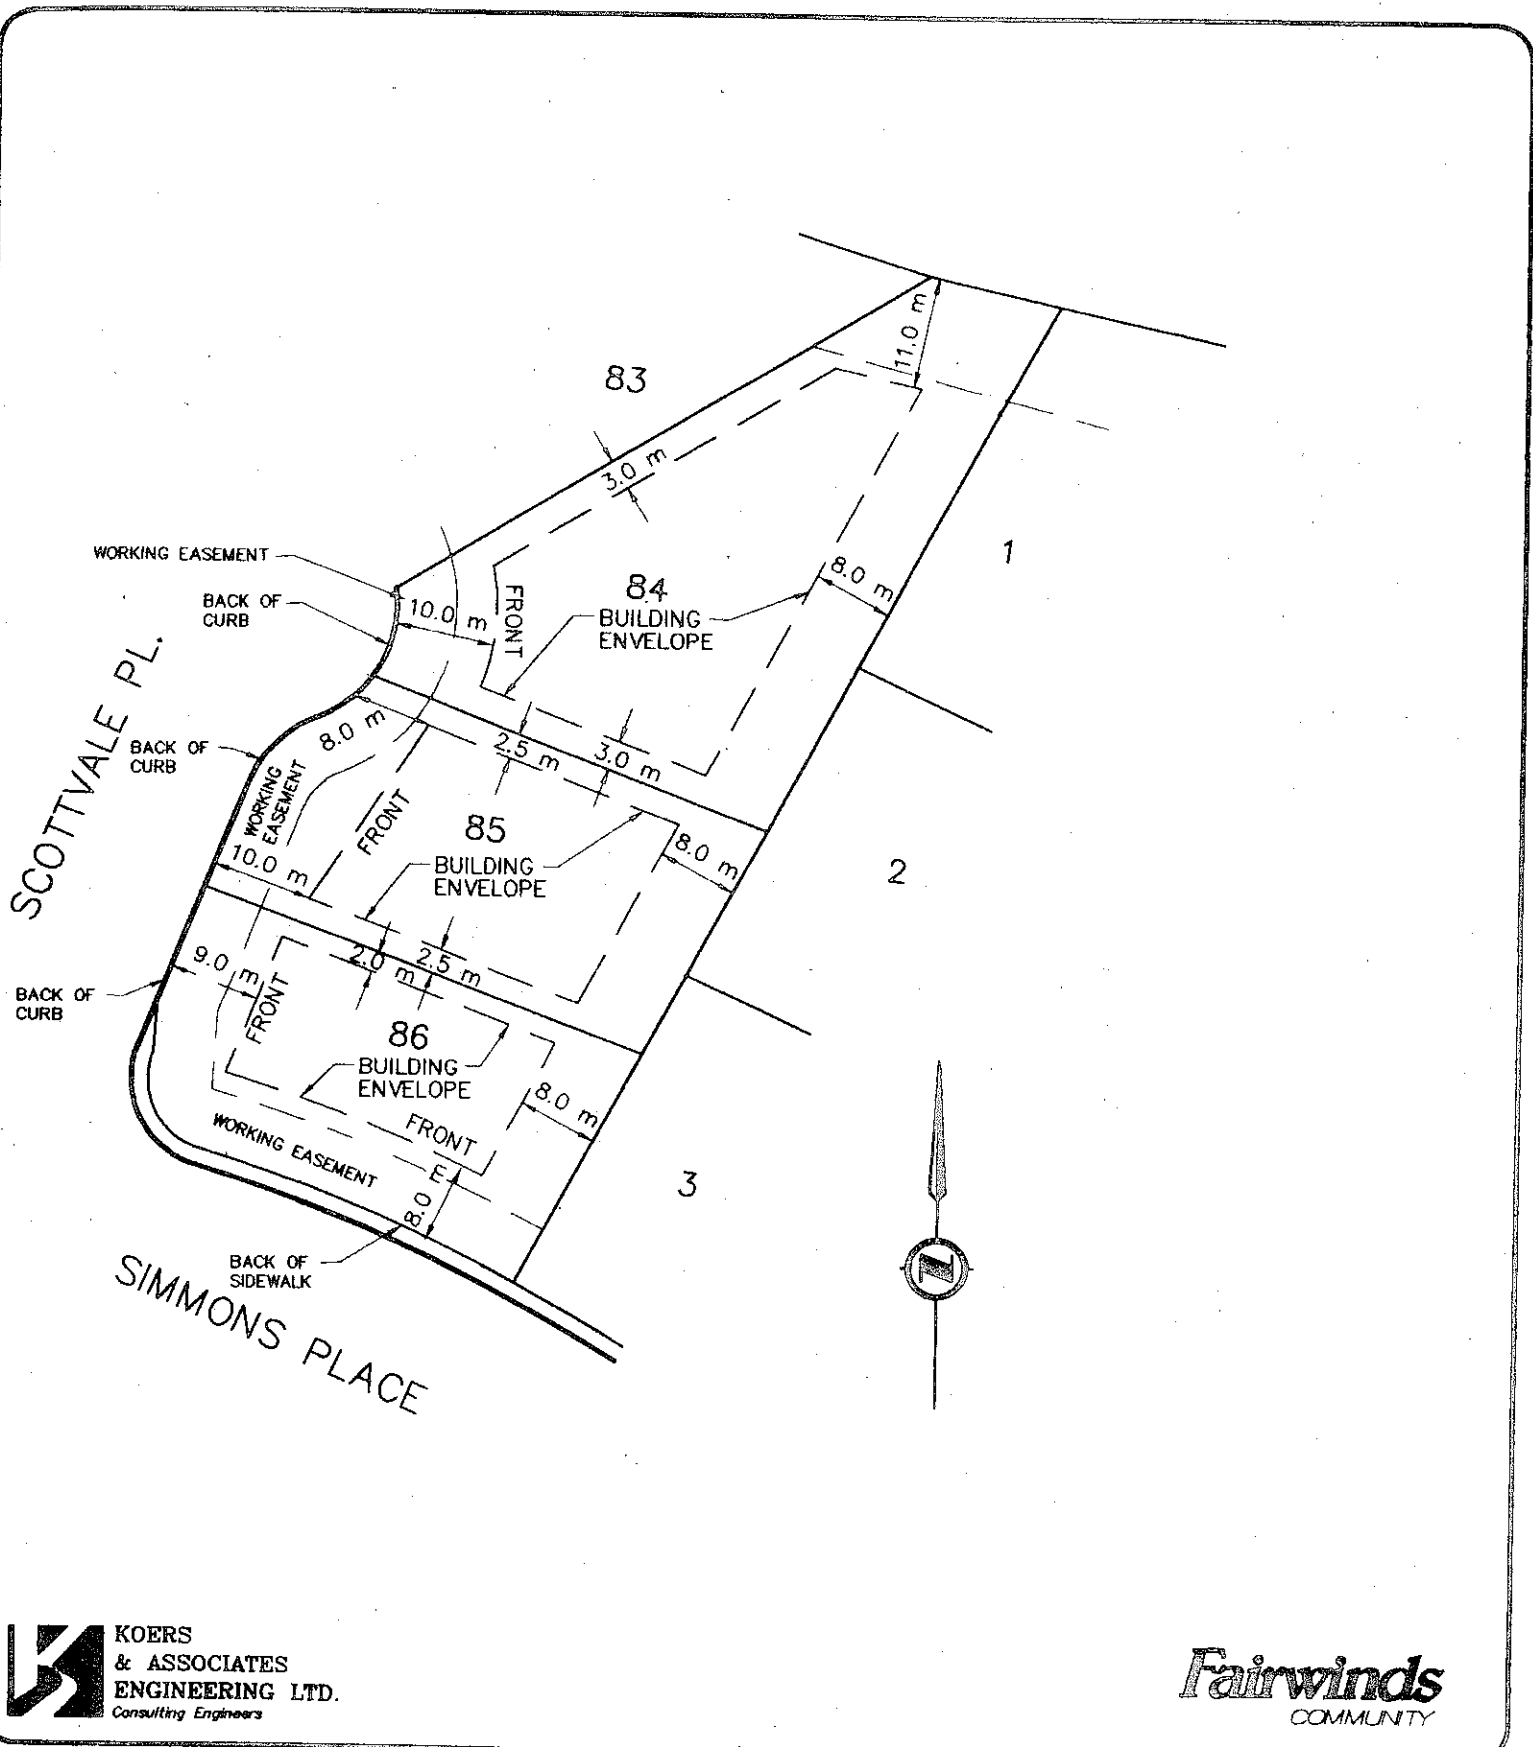 11.0 m
83
3.0 m
1
WORKING EASEMENT
84
8.0 m
BACK OF
CURB
10.0 m
FRONT
BUILDING
ENVELOPE
SCOTTVALE PL.
8.0 m
BACK OF
CURB
2.5 m
3.0 m
WORKING
EASEMENT
FRONT
85
8.0 m
10.0 m
BUILDING
ENVELOPE
2
9.0 m
2.0 m
2.5 m
BACK OF
CURB
FRONT
86
BUILDING
ENVELOPE
8.0 m
FRONT
WORKING EASEMENT
8.0 m
3
BACK OF
SIDEWALK
SIMMONS PLACE
N
KOERS
& ASSOCIATES
ENGINEERING LTD.
Consulting Engineers
Fairwinds
COMMUNITY